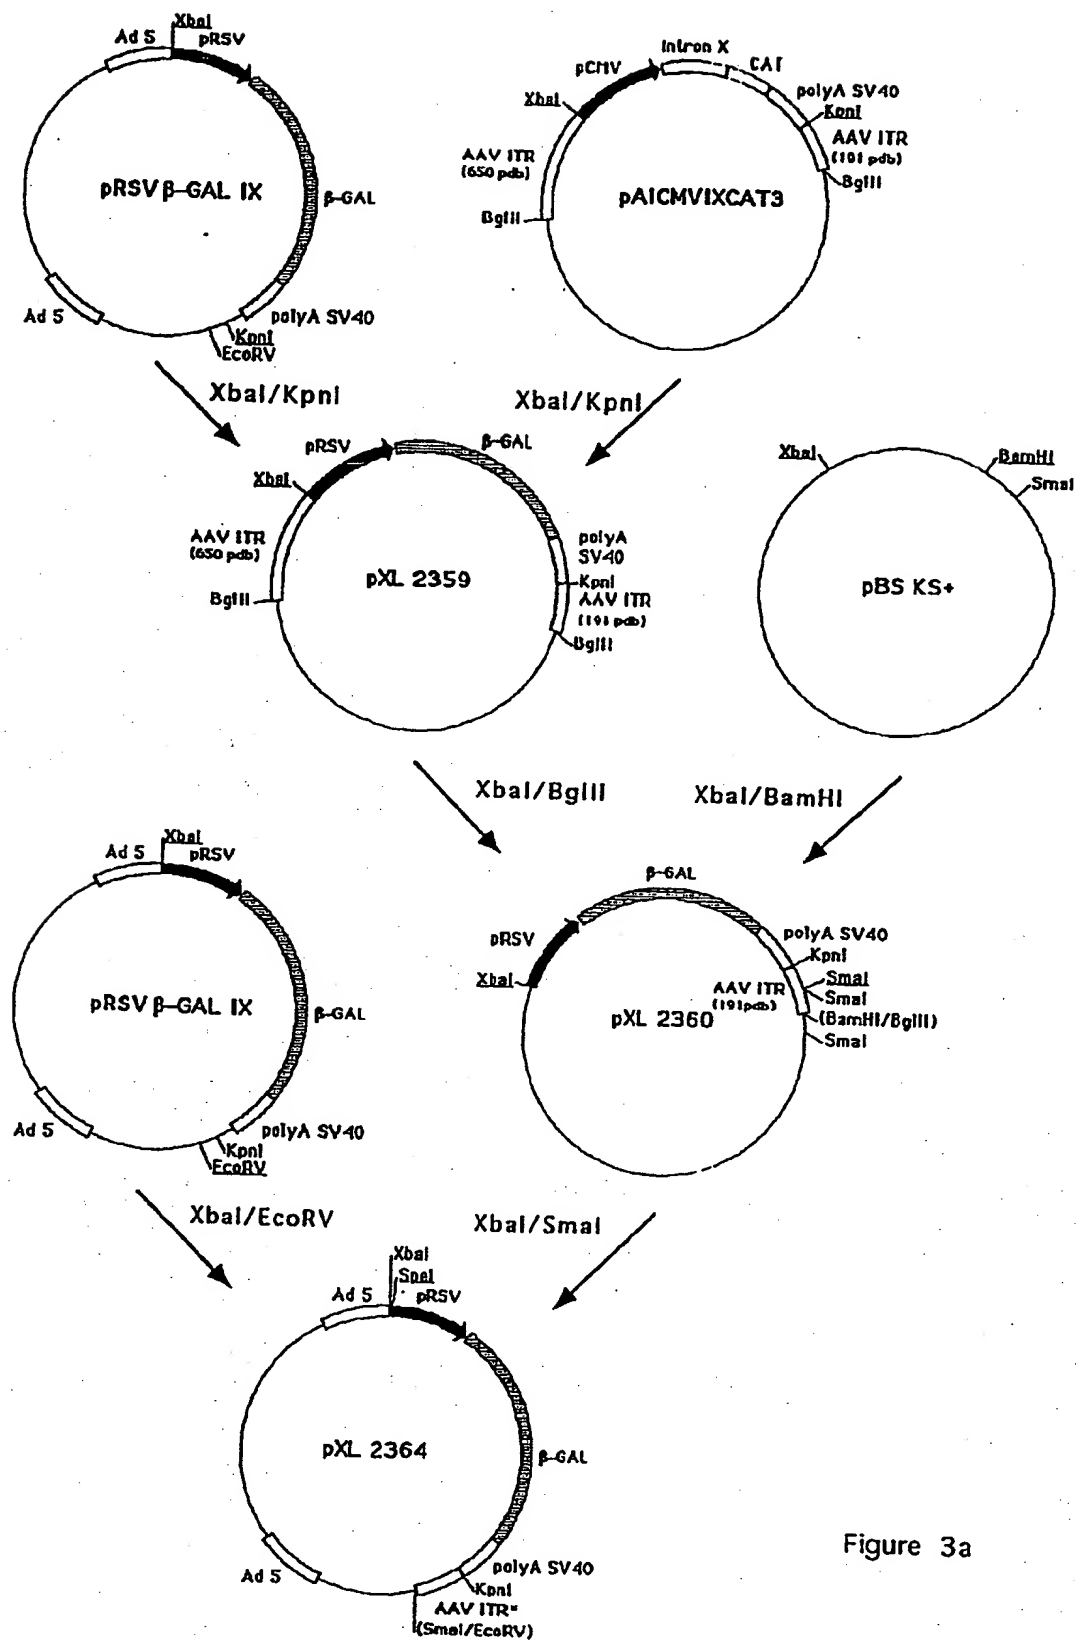 XbaI
Ad 5
pRSV
pRSV β-GAL IX
β-GAL
Ad 5
polyA SV40
KpnI
EcoRV
Intron X
pCMV
CAT
XbaI
polyA SV40
KpnI
AAV ITR
(191 pdb)
BglII
AAV ITR
(650 pdb)
BglII
pAICMVIXCAT3
XbaI/KpnI
XbaI/KpnI
pRSV
β-GAL
XbaI
AAV ITR
(650 pdb)
BglII
pXL 2359
polyA
SV40
KpnI
AAV ITR
(191 pdb)
BglII
XbaI
BamHI
SmaI
pBS KS+
XbaI/BglII
XbaI/BamHI
XbaI
Ad 5
pRSV
pRSV β-GAL IX
β-GAL
Ad 5
polyA SV40
KpnI
EcoRV
β-GAL
pRSV
XbaI
polyA SV40
KpnI
AAV ITR
(191pdb)
SmaI
SmaI
(BamHI/BglII)
SmaI
pXL 2360
XbaI/EcoRV
XbaI/SmaI
XbaI
SpeI
Ad 5
pRSV
pXL 2364
β-GAL
Ad 5
polyA SV40
KpnI
AAV ITR*
(SmaI/EcoRV)
Figure 3a